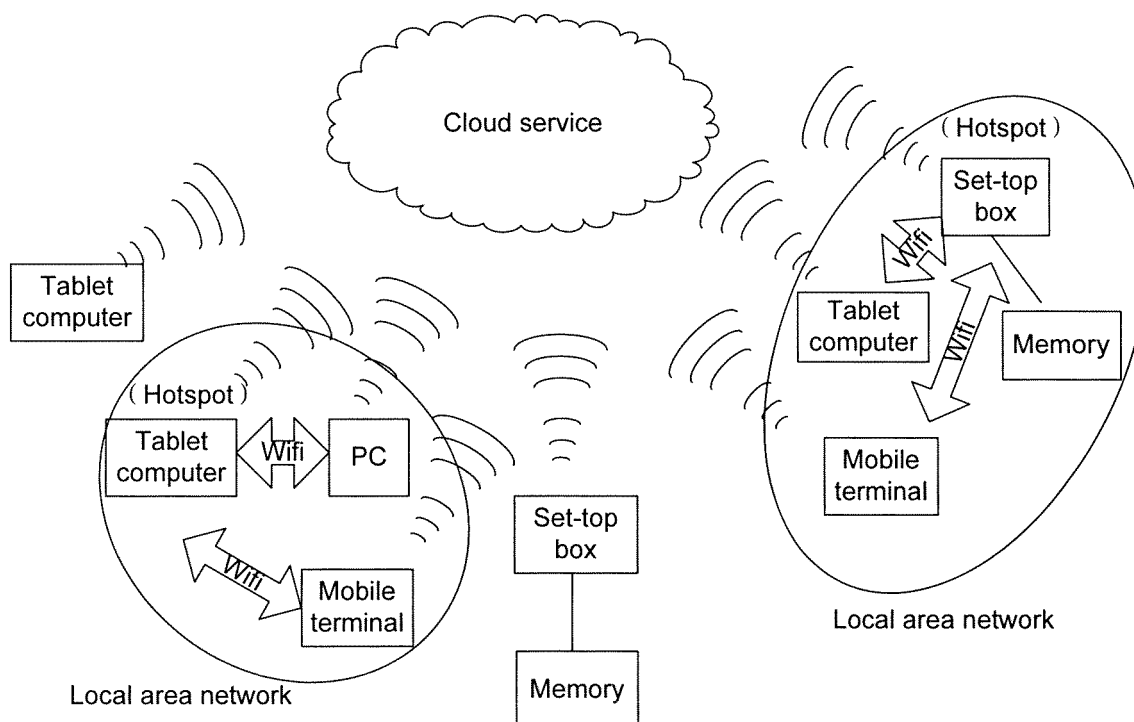 Cloud service
（Hotspot）
Set-top
box
Wifi
Tablet
computer
Wifi
Memory
Mobile
terminal
Local area network
Tablet
computer
（Hotspot）
Tablet
computer
Wifi
PC
Wifi
Mobile
terminal
Local area network
Set-top
box
Memory